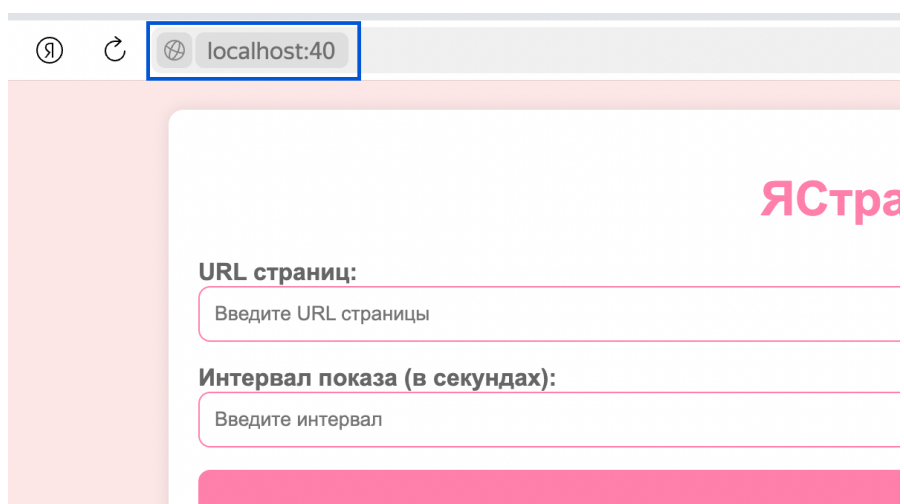 Я localhost:40
ЯСтра
URL страниц:
Введите URL страницы
Интервал показа (в секундах):
Введите интервал